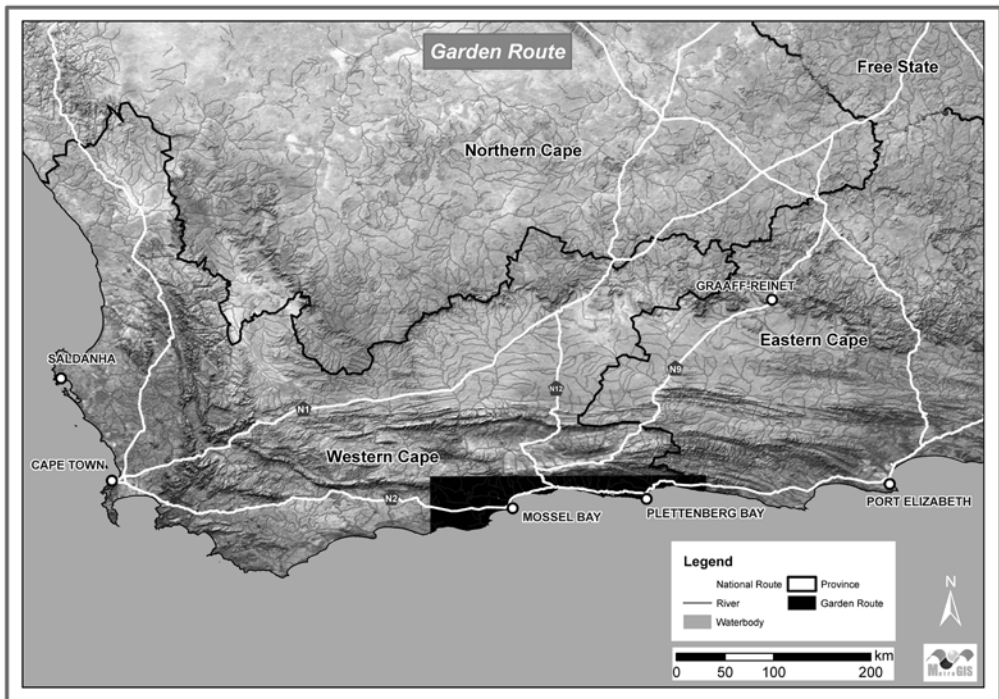 Garden Route
Free State
Northern Cape
GRAAFF-REINET
Eastern Cape
SALDANHA
N9
N12
N1
Western Cape
CAPE TOWN
N2
MOSSEL BAY
PLETTENBERG BAY
PORT ELIZABETH
Legend
National Route
Province
River
Garden Route
Waterbody
N
km
0 50 100 200